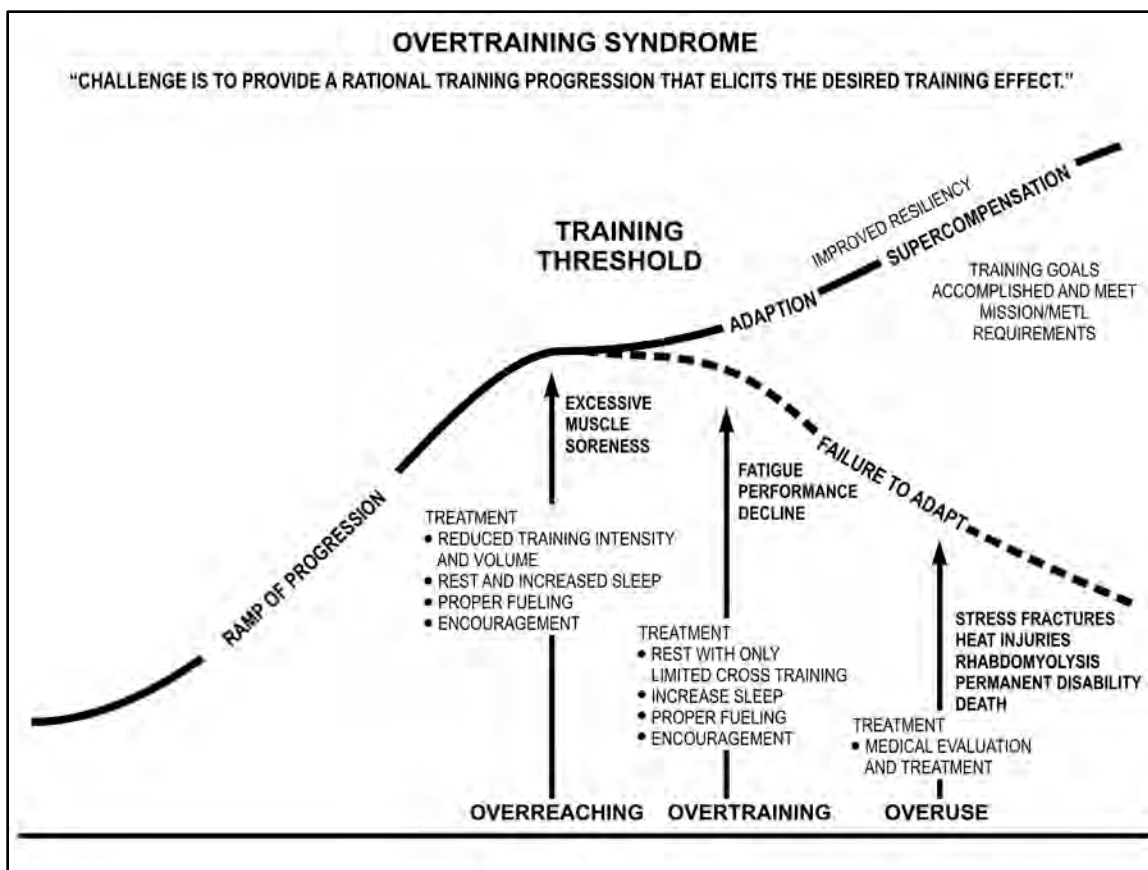 OVERTRAINING SYNDROME
“CHALLENGE IS TO PROVIDE A RATIONAL TRAINING PROGRESSION THAT ELICITS THE DESIRED TRAINING EFFECT.”
TRAINING
THRESHOLD
RAMP OF PROGRESSION
ADAPTION
IMPROVED RESILIENCY
SUPERCOMPENSATION
TRAINING GOALS
ACCOMPLISHED AND MEET
MISSION/METL
REQUIREMENTS
FAILURE TO ADAPT
EXCESSIVE
MUSCLE
SORENESS
TREATMENT
• REDUCED TRAINING INTENSITY
AND VOLUME
• REST AND INCREASED SLEEP
• PROPER FUELING
• ENCOURAGEMENT
OVERREACHING
FATIGUE
PERFORMANCE
DECLINE
TREATMENT
• REST WITH ONLY
LIMITED CROSS TRAINING
• INCREASE SLEEP
• PROPER FUELING
• ENCOURAGEMENT
OVERTRAINING
STRESS FRACTURES
HEAT INJURIES
RHABDOMYOLYSIS
PERMANENT DISABILITY
DEATH
TREATMENT
• MEDICAL EVALUATION
AND TREATMENT
OVERUSE